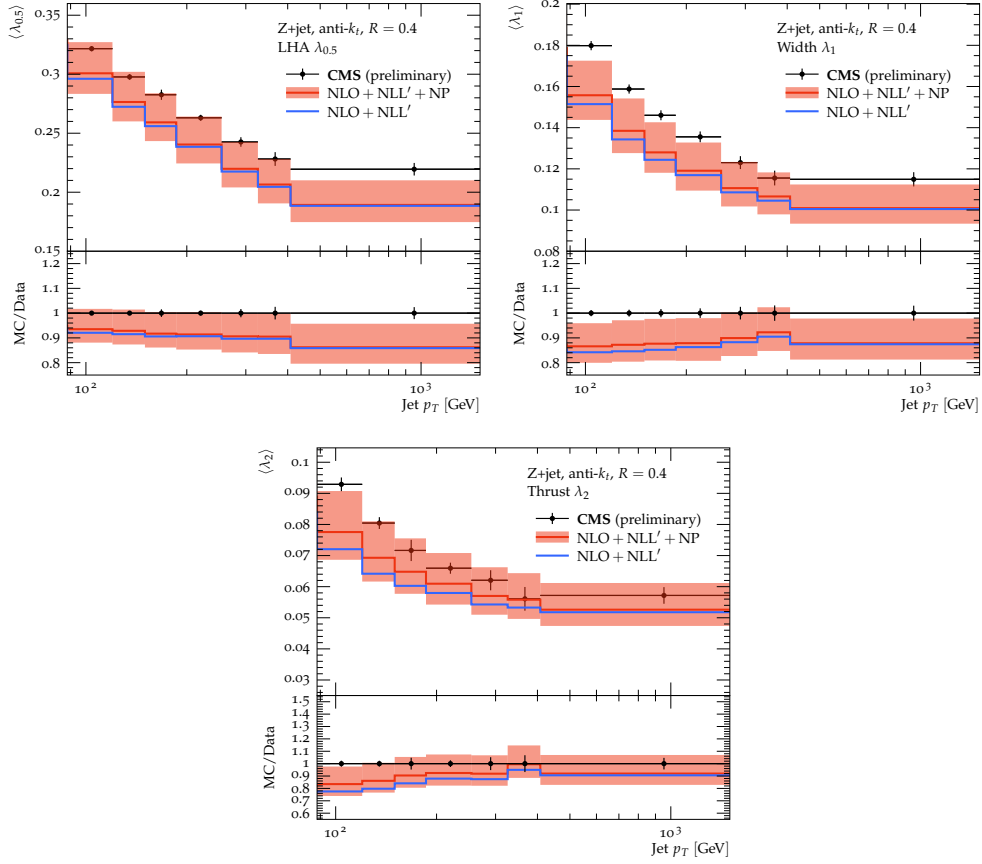 ⟨λ0.5⟩
Z+jet, anti-kt, R = 0.4
LHA λ0.5
CMS (preliminary)
NLO + NLL′ + NP
NLO + NLL′
0.35
0.3
0.25
0.2
0.15
MC/Data
1.2
1.1
1
0.9
0.8
10²
10³
Jet pT [GeV]
⟨λ1⟩
Z+jet, anti-kt, R = 0.4
Width λ1
CMS (preliminary)
NLO + NLL′ + NP
NLO + NLL′
0.18
0.16
0.14
0.12
0.1
0.08
MC/Data
1.2
1.1
1
0.9
0.8
10²
10³
Jet pT [GeV]
⟨λ2⟩
Z+jet, anti-kt, R = 0.4
Thrust λ2
CMS (preliminary)
NLO + NLL′ + NP
NLO + NLL′
0.1
0.09
0.08
0.07
0.06
0.05
0.04
0.03
MC/Data
1.5
1.4
1.3
1.2
1.1
1.0
0.9
0.8
0.7
0.6
10²
10³
Jet pT [GeV]